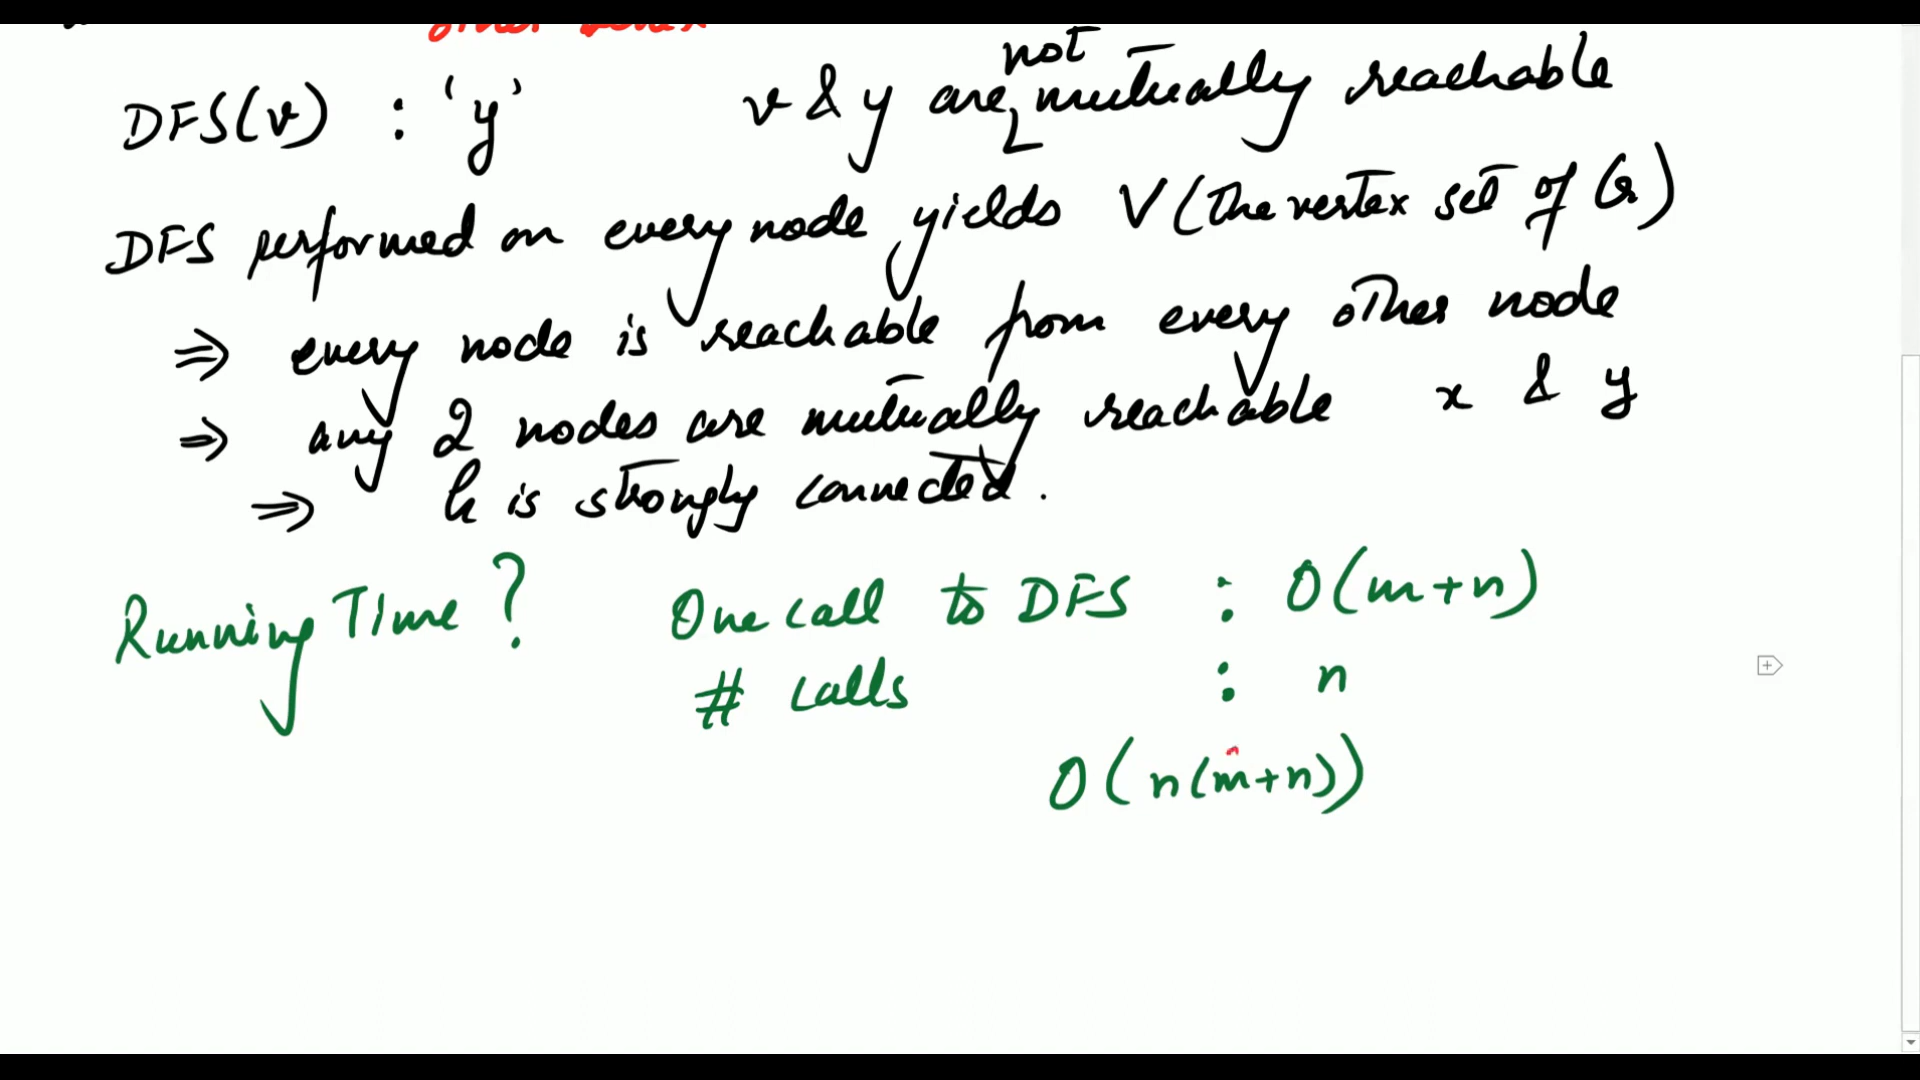 not
DFS(v) : 'y' v & y are mutually reachable
DFS performed on every node yields V (The vertex set of G)
⇒ every node is reachable from every other node
⇒ any 2 nodes are mutually reachable x & y
⇒ G is strongly connected.
Running Time? One call to DFS : O(m+n)
# calls : n
O(n(m+n))